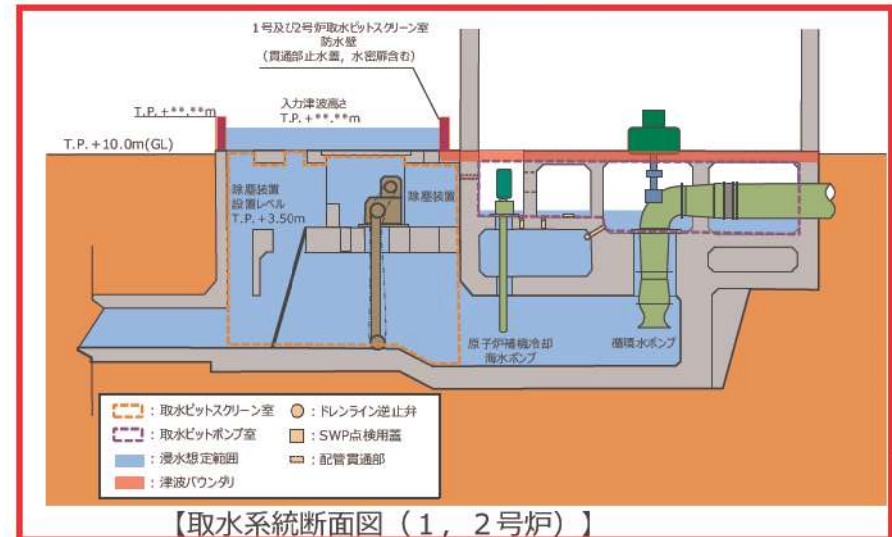 1号及び2号炉取水ピットスクリーン室
防水壁
(貫通部止水蓋，水密扉含む)
T.P.+**.**m
入力津波高さ
T.P.+**.**m
T.P.+10.0m(GL)
除塵装置
設置レベル
T.P.+3.50m
除塵装置
原子炉補機冷却
海水ポンプ
循環水ポンプ
：取水ピットスクリーン室
：ドレンライン逆止弁
：取水ピットポンプ室
：SWP点検用蓋
：浸水想定範囲
：配管貫通部
：津波バウンダリ
【取水系統断面図（1，2号炉）】